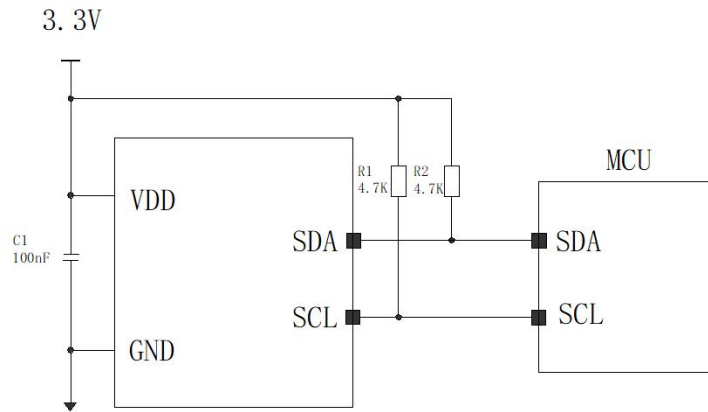 3.3V
MCU
R1
4.7K
R2
4.7K
VDD
C1
100nF
SDA
SDA
SCL
SCL
GND